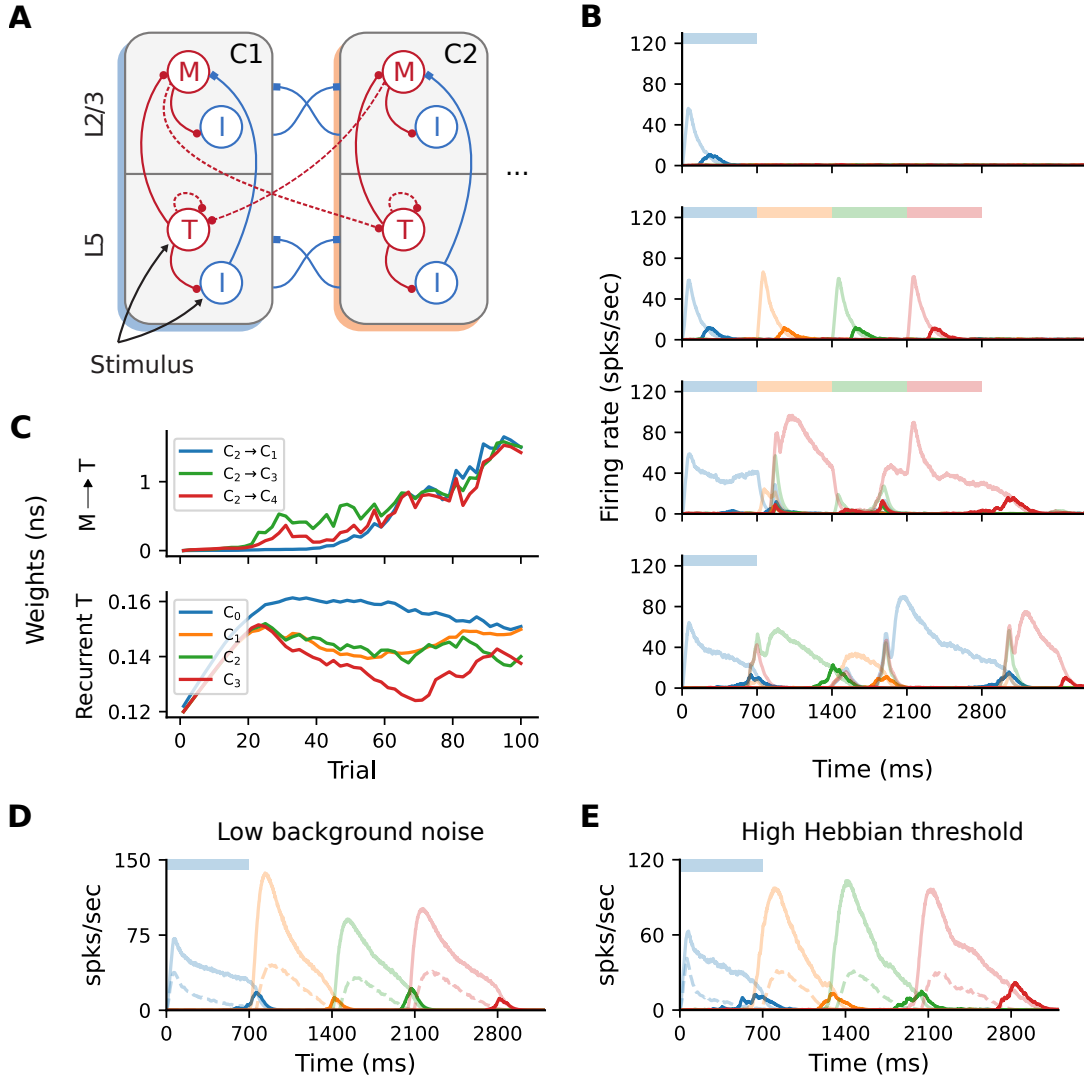 A
C1
C2
L2/3
M
I
M
I
...
L5
T
I
T
I
Stimulus
B
Firing rate (spks/sec)
120
80
40
0
120
80
40
0
120
80
40
0
120
80
40
0
0 700 1400 2100 2800
Time (ms)
C
Weights (ns)
M → T
1
0
C₂ → C₁
C₂ → C₃
C₂ → C₄
Recurrent T
0.16
0.14
0.12
C₀
C₁
C₂
C₃
0 20 40 60 80 100
Trial
D
Low background noise
spks/sec
150
75
0
0 700 1400 2100 2800
Time (ms)
E
High Hebbian threshold
spks/sec
120
60
0
0 700 1400 2100 2800
Time (ms)